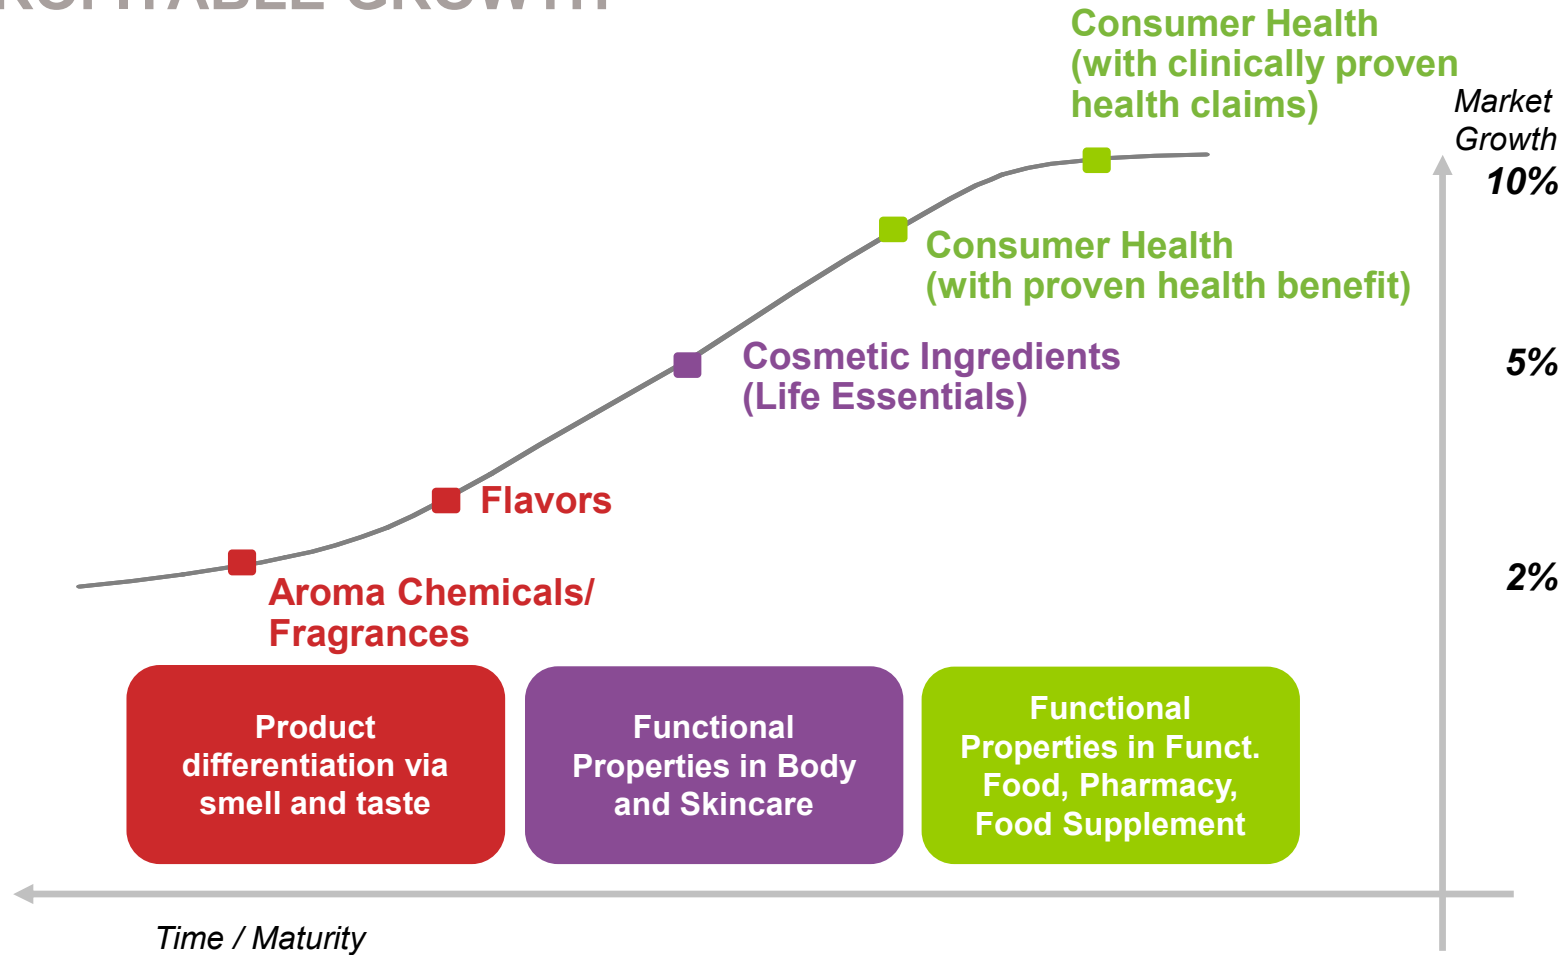 PROFITABLE GROWTH
Consumer Health
(with clinically proven
health claims)
Market
Growth
10%
Consumer Health
(with proven health benefit)
Cosmetic Ingredients
(Life Essentials)
5%
Flavors
2%
Aroma Chemicals/
Fragrances
Product
differentiation via
smell and taste
Functional
Properties in Body
and Skincare
Functional
Properties in Funct.
Food, Pharmacy,
Food Supplement
Time / Maturity